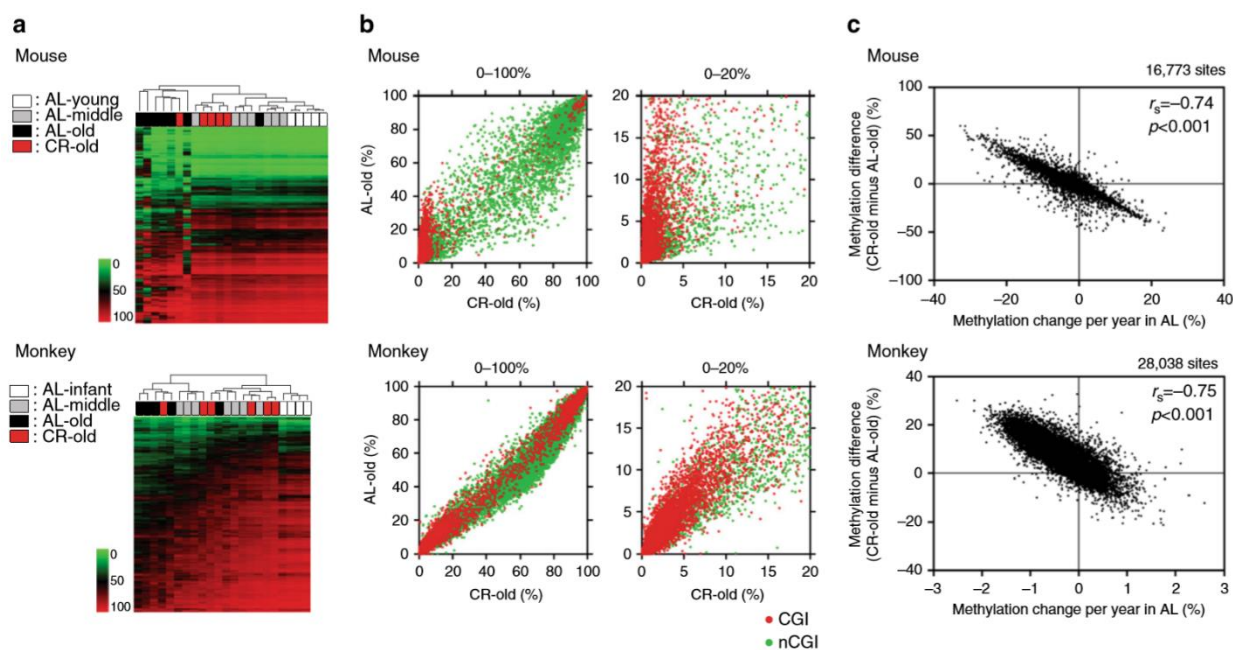 a
Mouse
: AL-young
: AL-middle
: AL-old
: CR-old
0
50
100
Monkey
: AL-infant
: AL-middle
: AL-old
: CR-old
0
50
100
b
Mouse
0–100%
100
80
60
40
20
0
AL-old (%)
0 20 40 60 80 100
CR-old (%)
0–20%
20
15
10
5
0
0 5 10 15 20
CR-old (%)
Monkey
0–100%
100
80
60
40
20
0
AL-old (%)
0 20 40 60 80 100
CR-old (%)
0–20%
20
15
10
5
0
0 5 10 15 20
CR-old (%)
CGI
nCGI
c
Mouse
16,773 sites
rs=–0.74
p<0.001
100
50
0
–50
–100
Methylation difference
(CR-old minus AL-old) (%)
–40 –20 0 20 40
Methylation change per year in AL (%)
Monkey
28,038 sites
rs=–0.75
p<0.001
40
20
0
–20
–40
Methylation difference
(CR-old minus AL-old) (%)
–3 –2 –1 0 1 2 3
Methylation change per year in AL (%)